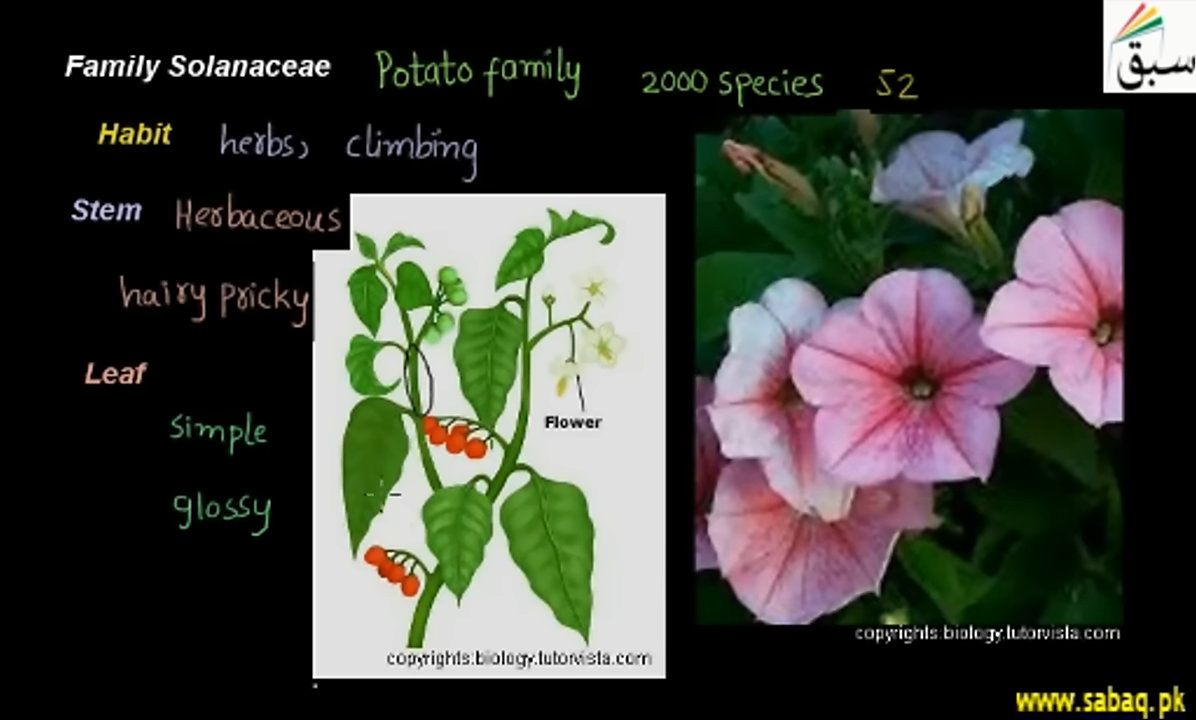 سبق
Family Solanaceae Potato family 2000 species 52
Habit herbs, climbing
Stem Herbaceous
hairy pricky
Leaf
simple
glossy
Flower
copyrights:biology.tutorvista.com
copyrights:biology.tutorvista.com
www.sabaq.pk